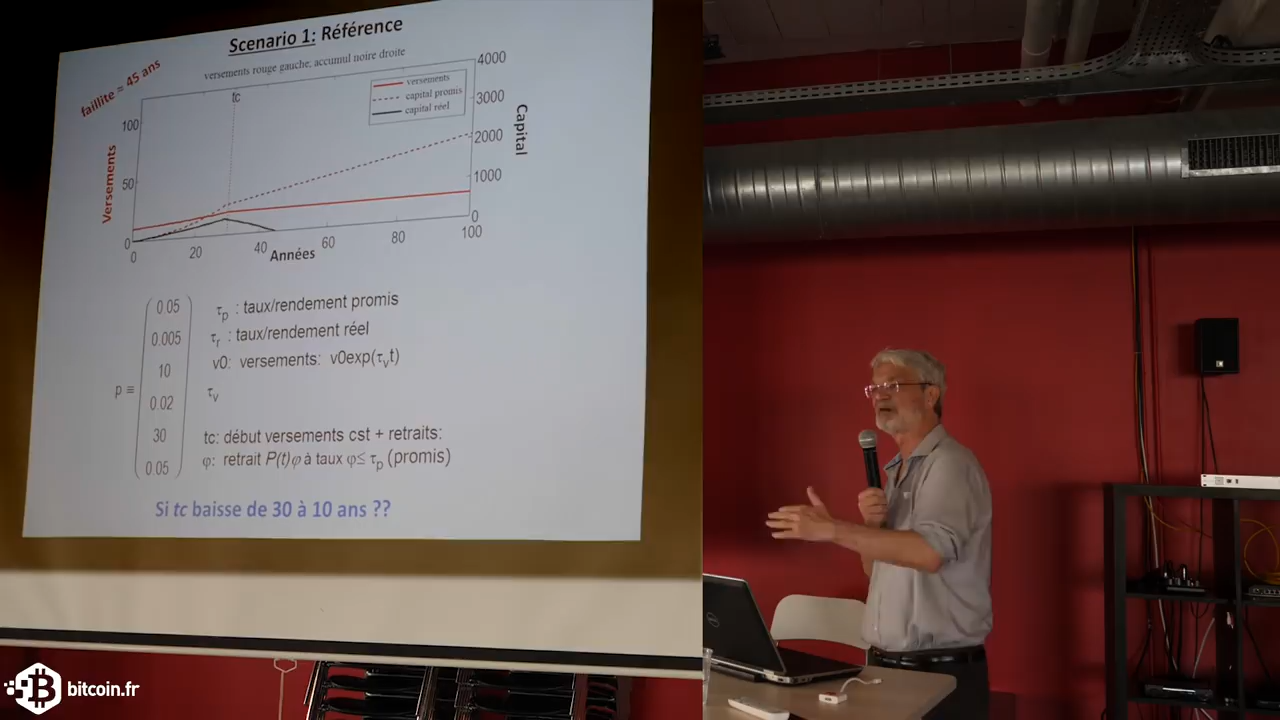 Scenario 1: Référence
versements rouge gauche; accumul noire droite
faillite = 45 ans
tc
versements
capital promis
capital réel
100
50
0
Versements
4000
3000
2000
1000
0
Capital
0
20
40
60
80
100
Années
p ≡
0.05
0.005
10
0.02
30
0.05
τp : taux/rendement promis
τr : taux/rendement réel
v0: versements: v0exp(τvt)
τv
tc: début versements cst + retraits:
φ: retrait P(t)φ à taux φ≤ τp (promis)
Si tc baisse de 30 à 10 ans ??
bitcoin.fr